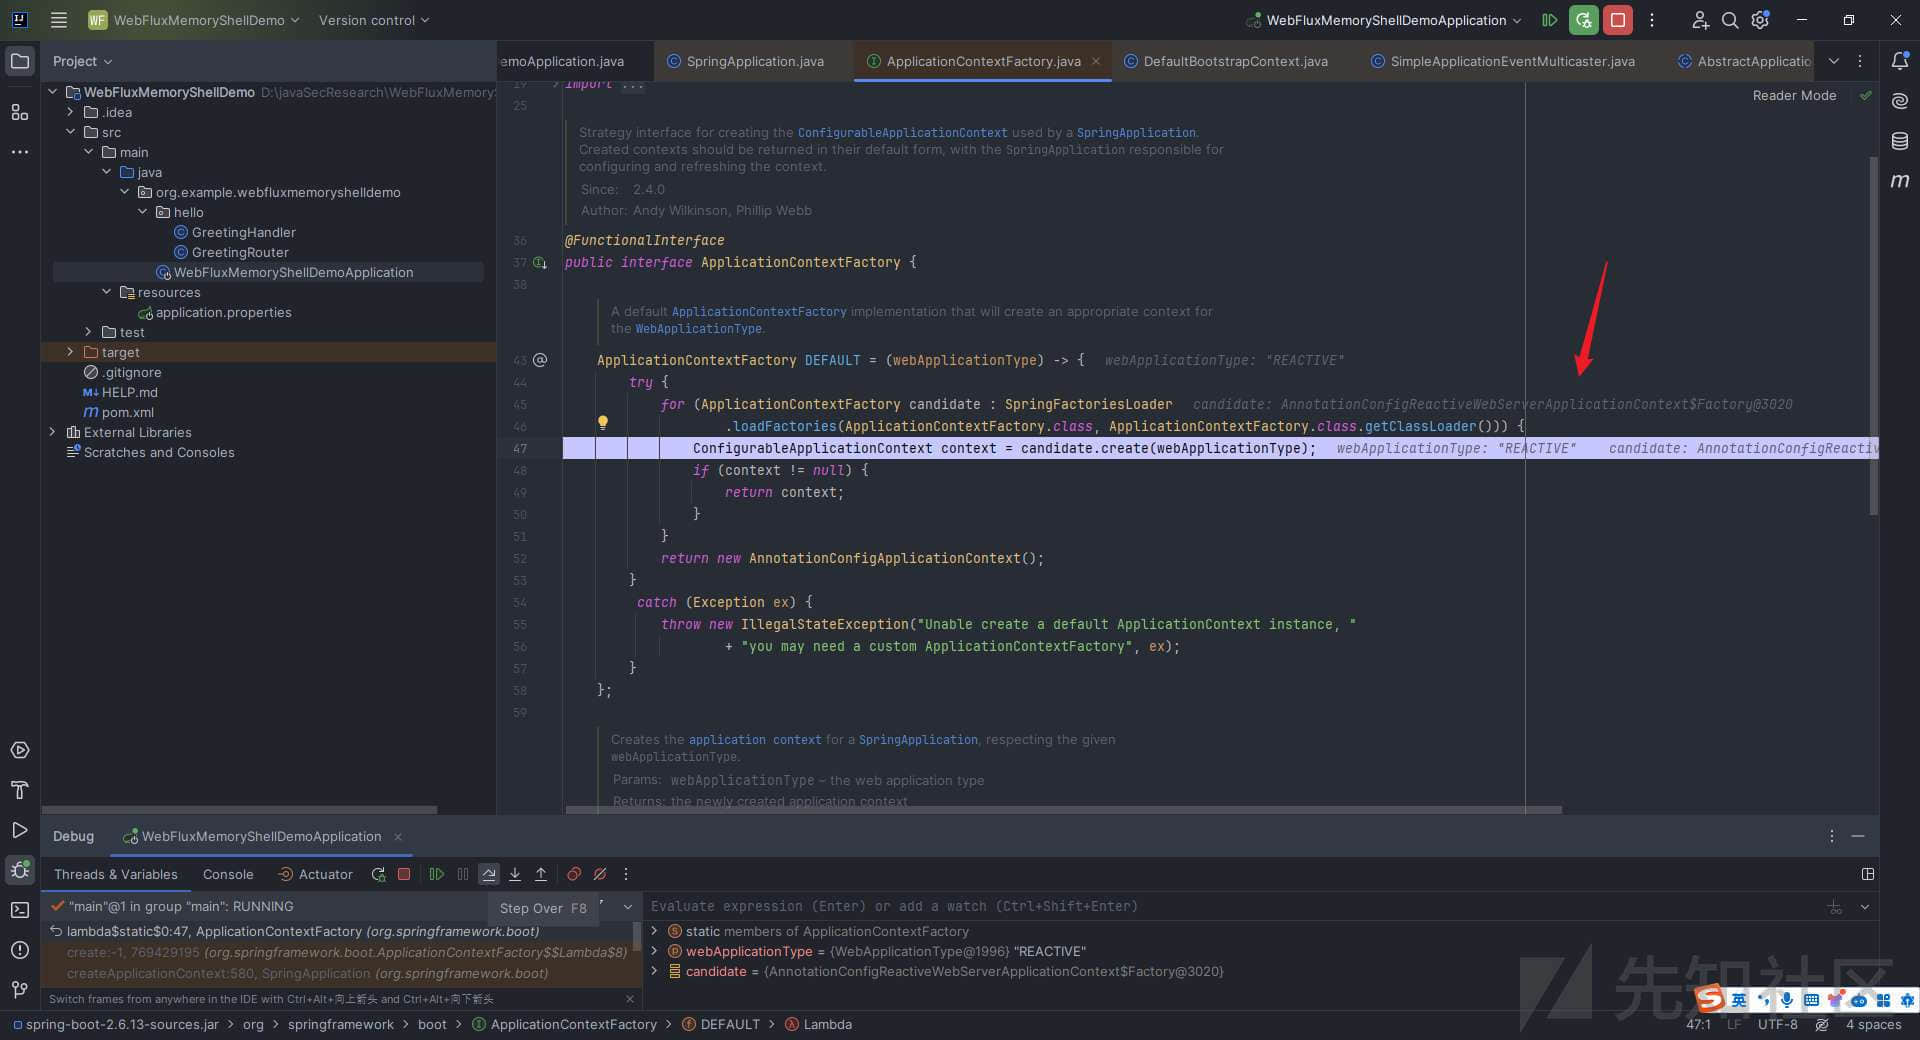 WF WebFluxMemoryShellDemo Version control WebFluxMemoryShellDemoApplication
Project
WebFluxMemoryShellDemo D:\javaSecResearch\WebFluxMemoryS
.idea
src
main
java
org.example.webfluxmemoryshelldemo
hello
GreetingHandler
GreetingRouter
WebFluxMemoryShellDemoApplication
resources
application.properties
test
target
.gitignore
HELP.md
pom.xml
External Libraries
Scratches and Consoles
emoApplication.java SpringApplication.java ApplicationContextFactory.java DefaultBootstrapContext.java SimpleApplicationEventMulticaster.java AbstractApplicatio
Reader Mode
19 import ...
25
Strategy interface for creating the ConfigurableApplicationContext used by a SpringApplication.
Created contexts should be returned in their default form, with the SpringApplication responsible for
configuring and refreshing the context.
Since: 2.4.0
Author: Andy Wilkinson, Phillip Webb
36 @FunctionalInterface
37 public interface ApplicationContextFactory {
38
A default ApplicationContextFactory implementation that will create an appropriate context for
the WebApplicationType.
43 ApplicationContextFactory DEFAULT = (webApplicationType) -> { webApplicationType: "REACTIVE"
44 try {
45 for (ApplicationContextFactory candidate : SpringFactoriesLoader candidate: AnnotationConfigReactiveWebServerApplicationContext$Factory@3020
46 .loadFactories(ApplicationContextFactory.class, ApplicationContextFactory.class.getClassLoader())) {
47 ConfigurableApplicationContext context = candidate.create(webApplicationType); webApplicationType: "REACTIVE" candidate: AnnotationConfigReactiv
48 if (context != null) {
49 return context;
50 }
51 }
52 return new AnnotationConfigApplicationContext();
53 }
54 catch (Exception ex) {
55 throw new IllegalStateException("Unable create a default ApplicationContext instance, "
56 + "you may need a custom ApplicationContextFactory", ex);
57 }
58 };
59
Creates the application context for a SpringApplication, respecting the given
webApplicationType.
Params: webApplicationType – the web application type
Returns: the newly created application context
Debug WebFluxMemoryShellDemoApplication
Threads & Variables Console Actuator
"main"@1 in group "main": RUNNING
Step Over F8
Evaluate expression (Enter) or add a watch (Ctrl+Shift+Enter)
lambda$static$0:47, ApplicationContextFactory (org.springframework.boot)
create:-1, 769429195 (org.springframework.boot.ApplicationContextFactory$$Lambda$8)
createApplicationContext:580, SpringApplication (org.springframework.boot)
static members of ApplicationContextFactory
webApplicationType = {WebApplicationType@1996} "REACTIVE"
candidate = {AnnotationConfigReactiveWebServerApplicationContext$Factory@3020}
Switch frames from anywhere in the IDE with Ctrl+Alt+向上箭头 and Ctrl+Alt+向下箭头
先知社区
英
spring-boot-2.6.13-sources.jar > org > springframework > boot > ApplicationContextFactory > DEFAULT > Lambda
47:1 LF UTF-8 4 spaces